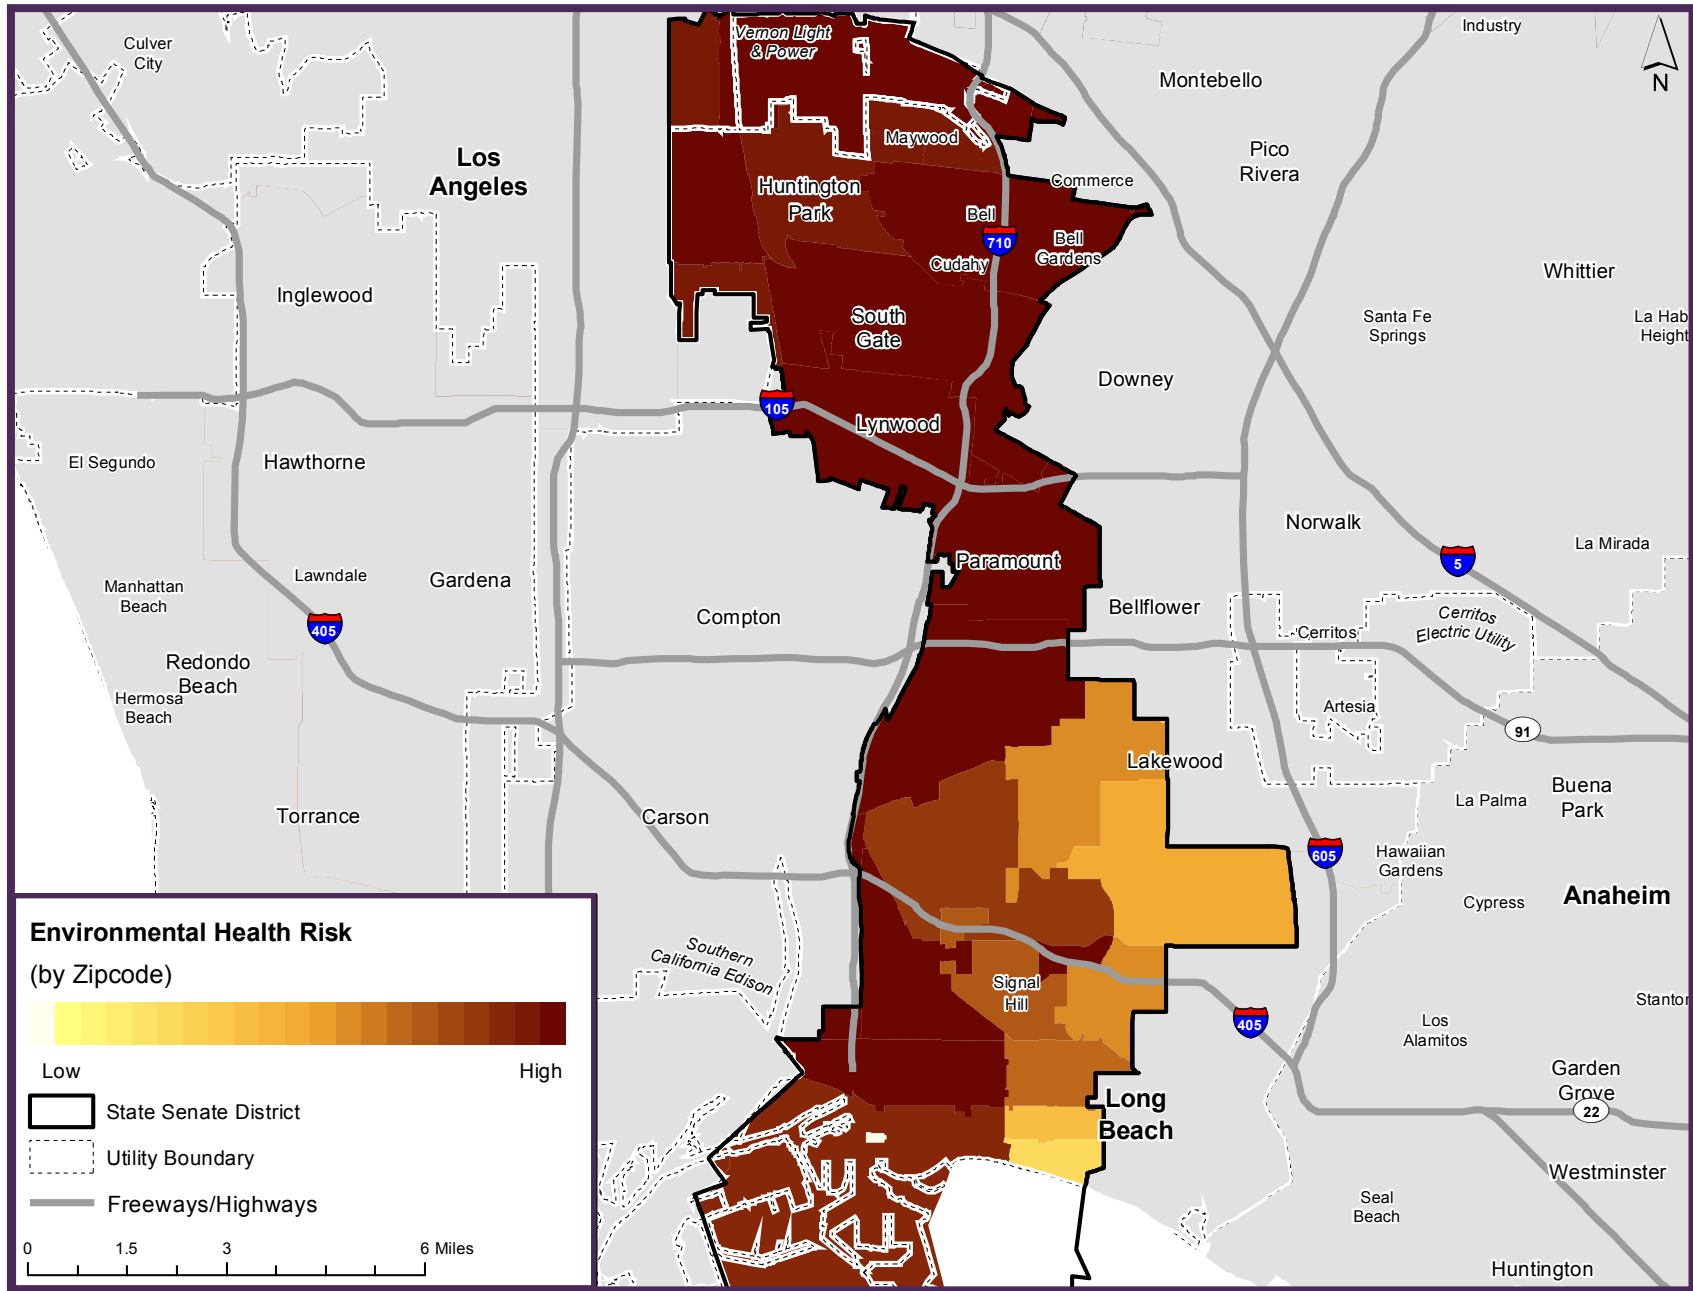 Culver
City
Vernon Light
& Power
Industry
Montebello
N
Los
Angeles
Maywood
Pico
Rivera
Huntington
Park
Commerce
Bell
710
Bell
Gardens
Cudahy
Whittier
Inglewood
South
Gate
Santa Fe
Springs
La Hab
Height
Downey
105
Lynwood
El Segundo
Hawthorne
Norwalk
La Mirada
5
Paramount
Lawndale
Gardena
Manhattan
Beach
Compton
Bellflower
405
Cerritos
Cerritos
Electric Utility
Redondo
Beach
Hermosa
Beach
Artesia
91
Lakewood
Torrance
Carson
La Palma
Buena
Park
605
Hawaiian
Gardens
Cypress
Anaheim
Southern
California Edison
Signal
Hill
405
Los
Alamitos
Stanton
Garden
Grove
22
Long
Beach
Westminster
Seal
Beach
Huntington
Environmental Health Risk
(by Zipcode)
Low High
State Senate District
Utility Boundary
Freeways/Highways
0 1.5 3 6 Miles